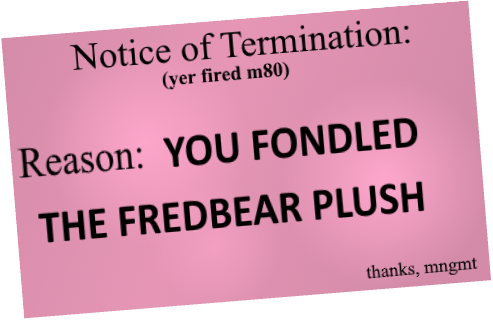 Notice of Termination:
(yer fired m80)
Reason: YOU FONDLED
THE FREDBEAR PLUSH
thanks, mngmt